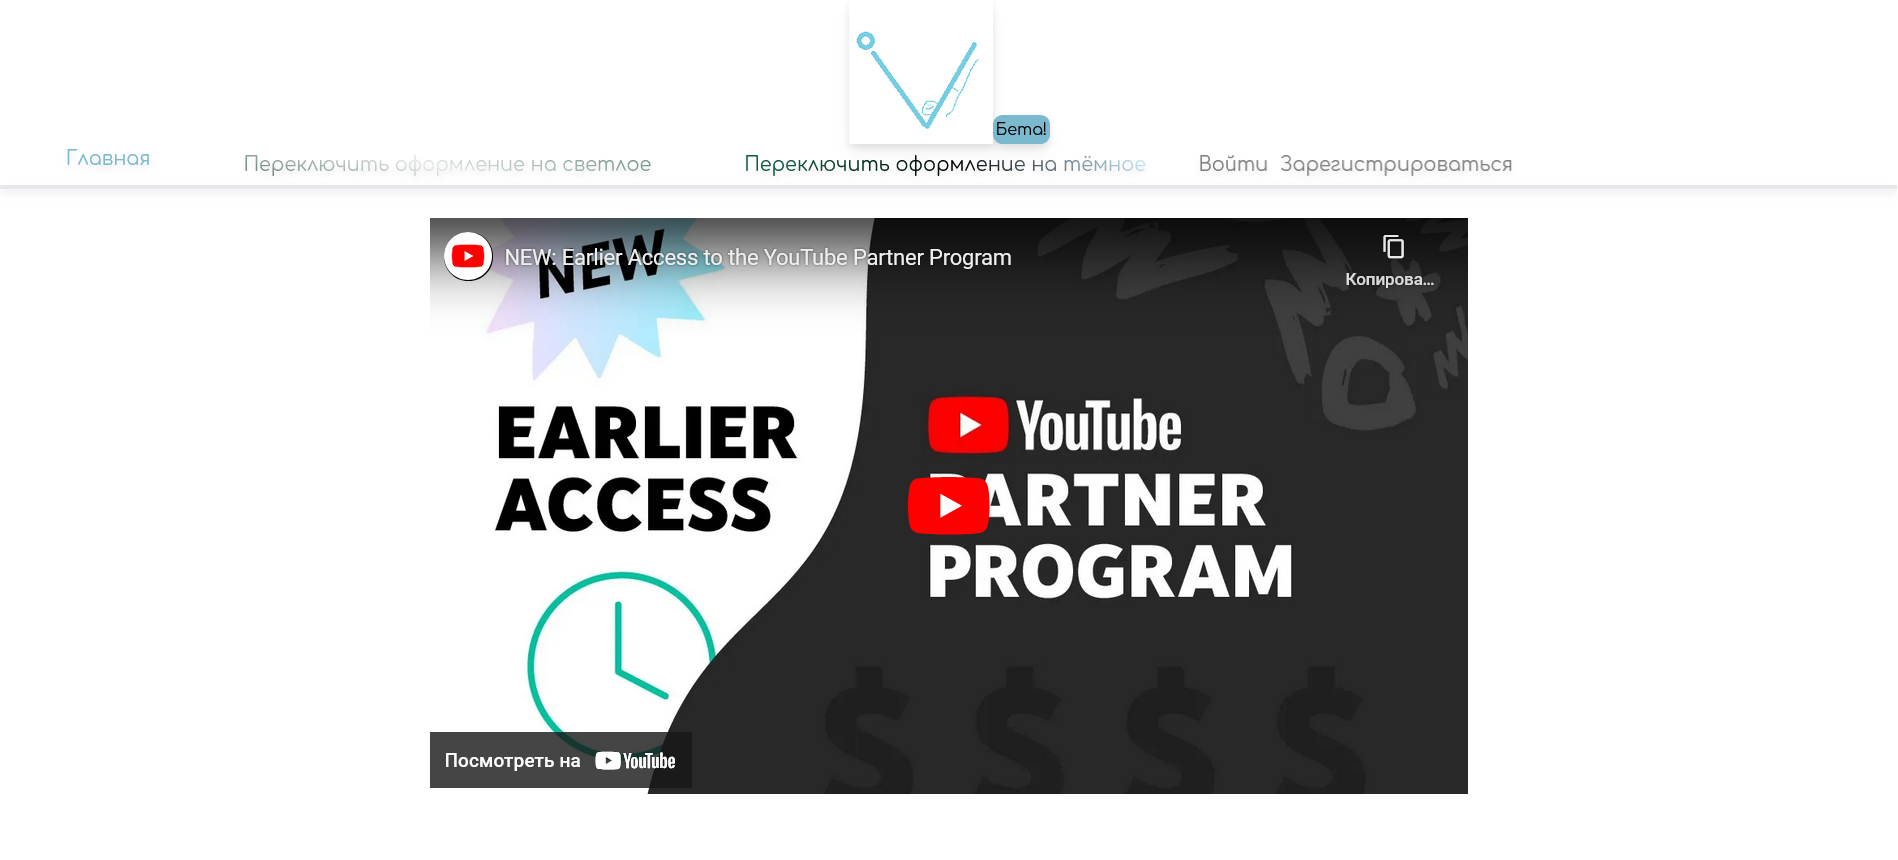 Бета!
Главная
Переключить оформление на светлое
Переключить оформление на тёмное
Войти Зарегистрироваться
NEW: Earlier Access to the YouTube Partner Program
Копирова...
NEW
EARLIER
ACCESS
YouTube
PARTNER
PROGRAM
$ $ $ $
Посмотреть на YouTube